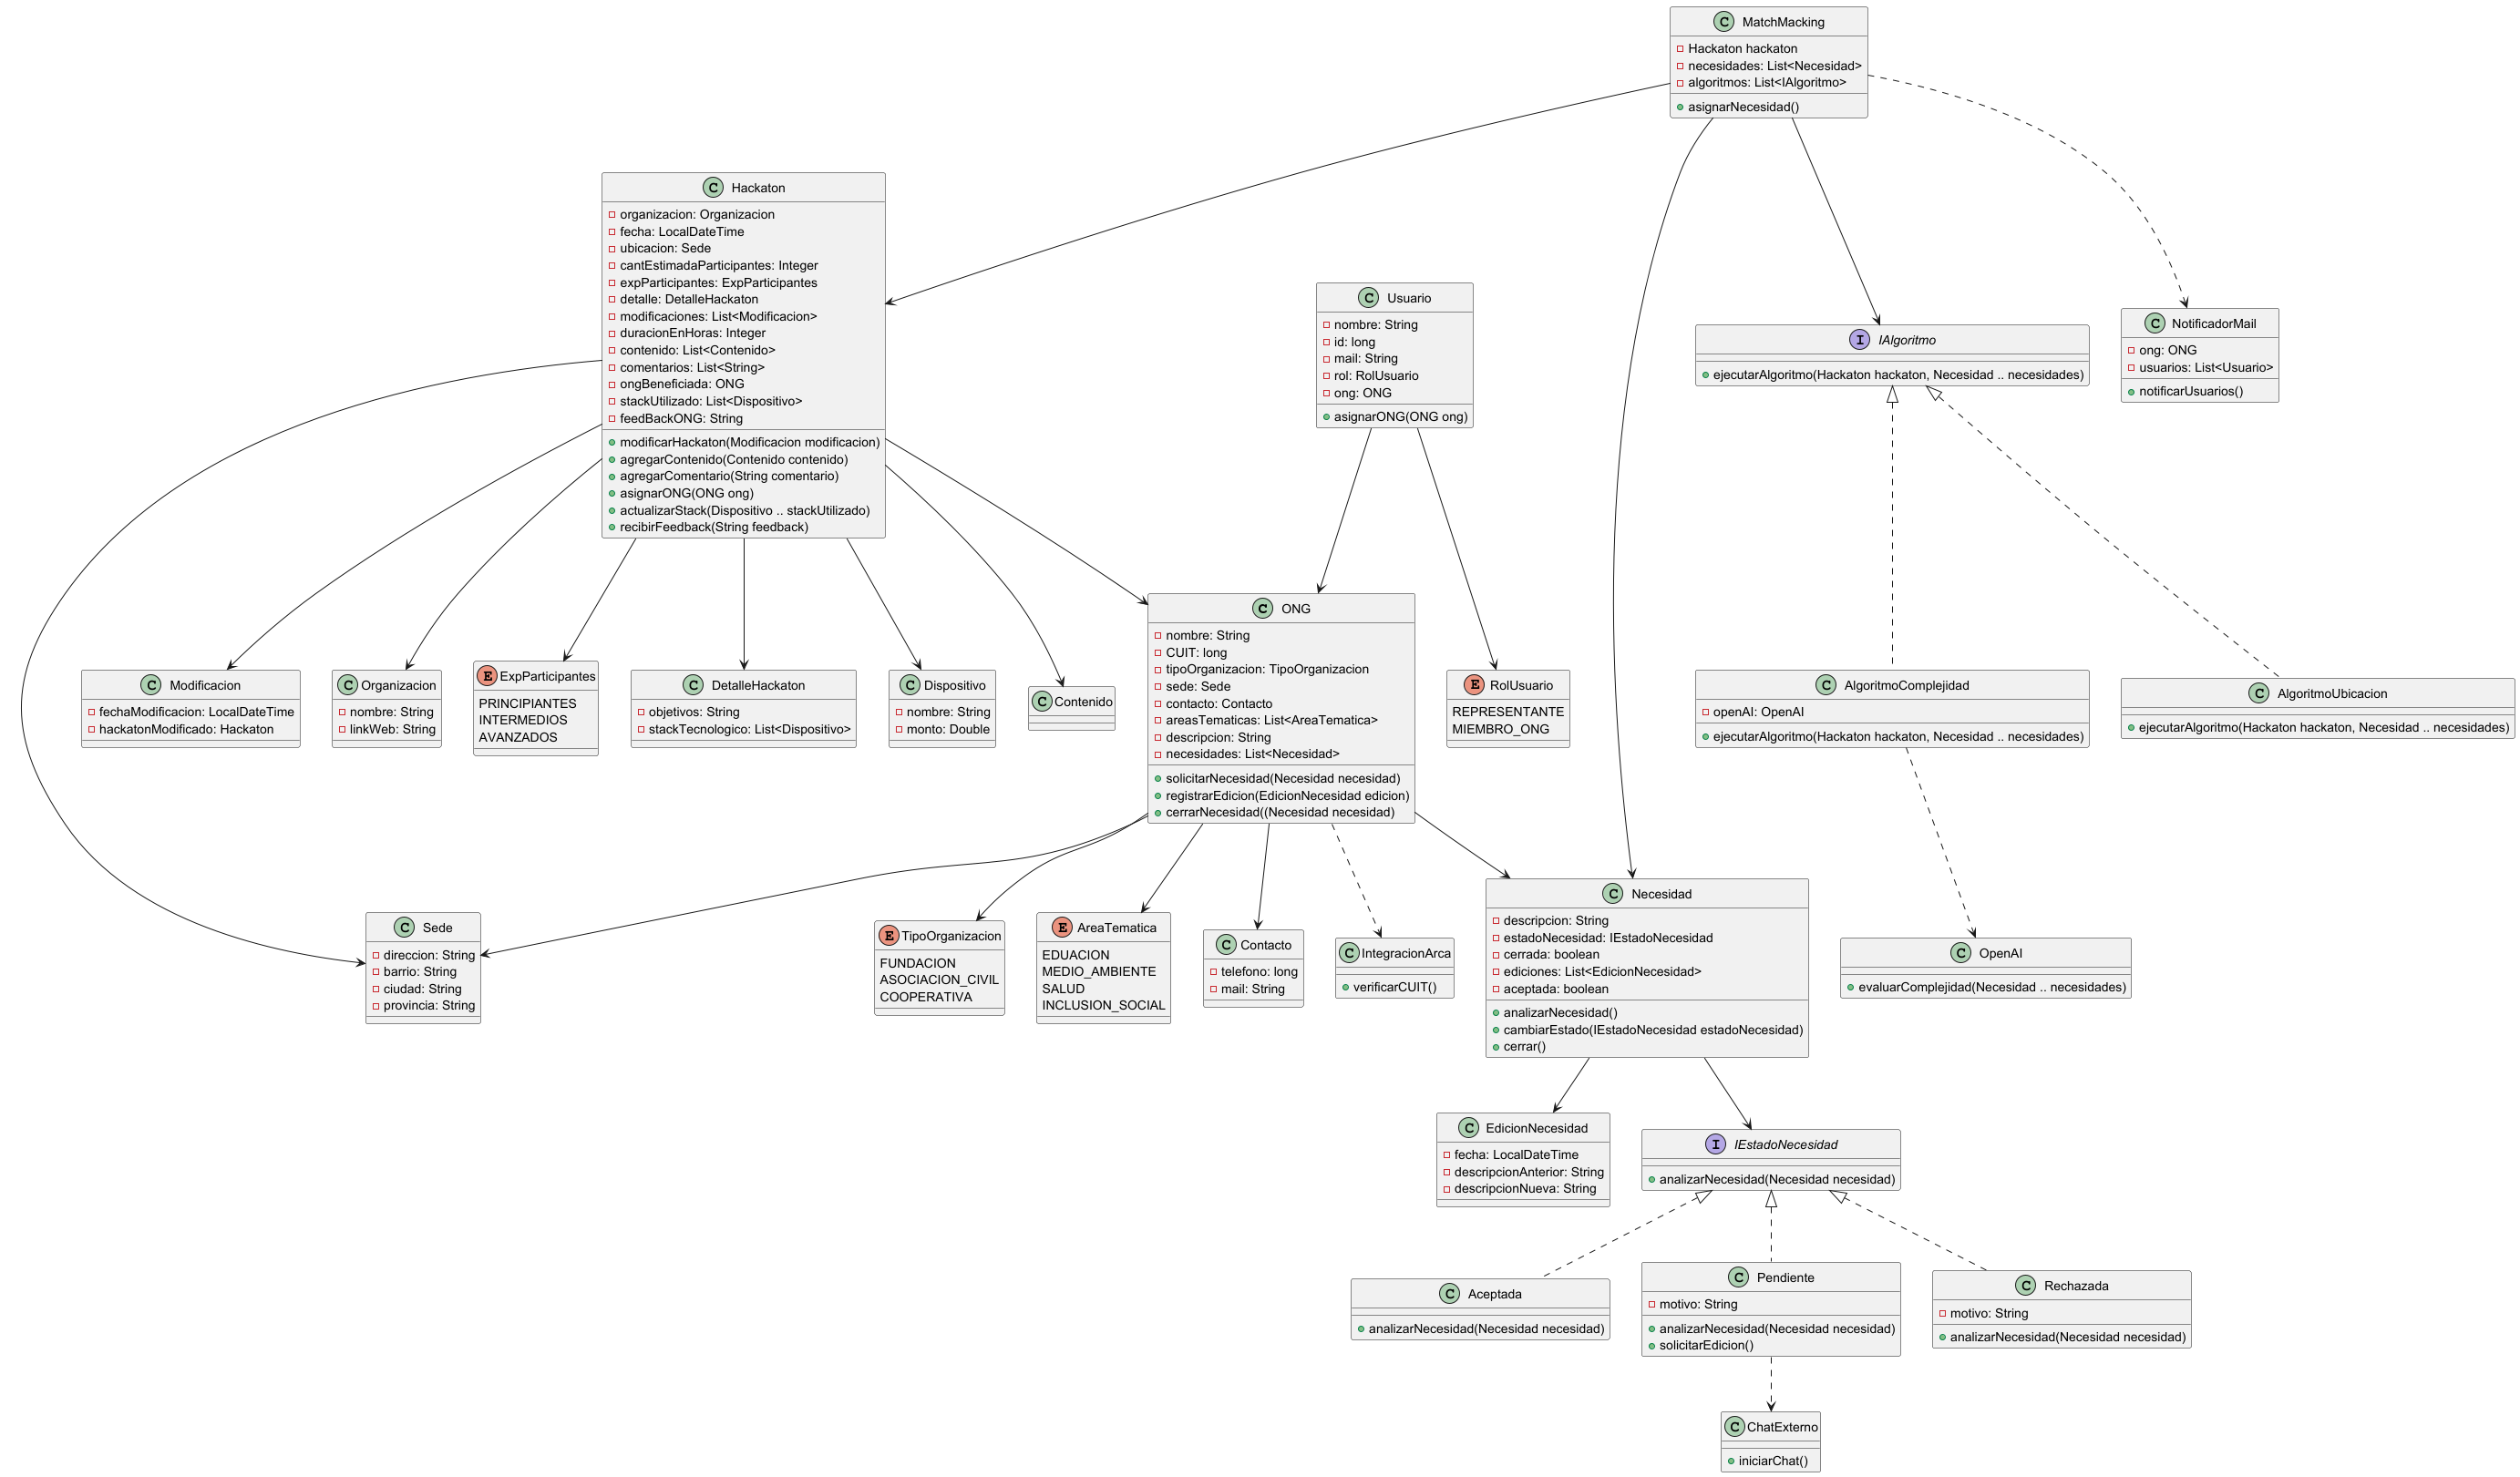 C MatchMacking
Hackaton hackaton
necesidades: List<Necesidad>
algoritmos: List<IAlgoritmo>
asignarNecesidad()
C Hackaton
organizacion: Organizacion
fecha: LocalDateTime
ubicacion: Sede
cantEstimadaParticipantes: Integer
expParticipantes: ExpParticipantes
detalle: DetalleHackaton
modificaciones: List<Modificacion>
duracionEnHoras: Integer
contenido: List<Contenido>
comentarios: List<String>
ongBeneficiada: ONG
stackUtilizado: List<Dispositivo>
feedBackONG: String
modificarHackaton(Modificacion modificacion)
agregarContenido(Contenido contenido)
agregarComentario(String comentario)
asignarONG(ONG ong)
actualizarStack(Dispositivo .. stackUtilizado)
recibirFeedback(String feedback)
C Usuario
nombre: String
id: long
mail: String
rol: RolUsuario
ong: ONG
asignarONG(ONG ong)
I IAlgoritmo
ejecutarAlgoritmo(Hackaton hackaton, Necesidad .. necesidades)
C NotificadorMail
ong: ONG
usuarios: List<Usuario>
notificarUsuarios()
C Modificacion
fechaModificacion: LocalDateTime
hackatonModificado: Hackaton
C Organizacion
nombre: String
linkWeb: String
E ExpParticipantes
PRINCIPIANTES
INTERMEDIOS
AVANZADOS
C DetalleHackaton
objetivos: String
stackTecnologico: List<Dispositivo>
C Dispositivo
nombre: String
monto: Double
C Contenido
C ONG
nombre: String
CUIT: long
tipoOrganizacion: TipoOrganizacion
sede: Sede
contacto: Contacto
areasTematicas: List<AreaTematica>
descripcion: String
necesidades: List<Necesidad>
solicitarNecesidad(Necesidad necesidad)
registrarEdicion(EdicionNecesidad edicion)
cerrarNecesidad((Necesidad necesidad)
E RolUsuario
REPRESENTANTE
MIEMBRO_ONG
C AlgoritmoComplejidad
openAI: OpenAI
ejecutarAlgoritmo(Hackaton hackaton, Necesidad .. necesidades)
C AlgoritmoUbicacion
ejecutarAlgoritmo(Hackaton hackaton, Necesidad .. necesidades)
C Sede
direccion: String
barrio: String
ciudad: String
provincia: String
E TipoOrganizacion
FUNDACION
ASOCIACION_CIVIL
COOPERATIVA
E AreaTematica
EDUACION
MEDIO_AMBIENTE
SALUD
INCLUSION_SOCIAL
C Contacto
telefono: long
mail: String
C IntegracionArca
verificarCUIT()
C Necesidad
descripcion: String
estadoNecesidad: IEstadoNecesidad
cerrada: boolean
ediciones: List<EdicionNecesidad>
aceptada: boolean
analizarNecesidad()
cambiarEstado(IEstadoNecesidad estadoNecesidad)
cerrar()
C OpenAI
evaluarComplejidad(Necesidad .. necesidades)
C EdicionNecesidad
fecha: LocalDateTime
descripcionAnterior: String
descripcionNueva: String
I IEstadoNecesidad
analizarNecesidad(Necesidad necesidad)
C Aceptada
analizarNecesidad(Necesidad necesidad)
C Pendiente
motivo: String
analizarNecesidad(Necesidad necesidad)
solicitarEdicion()
C Rechazada
motivo: String
analizarNecesidad(Necesidad necesidad)
C ChatExterno
iniciarChat()